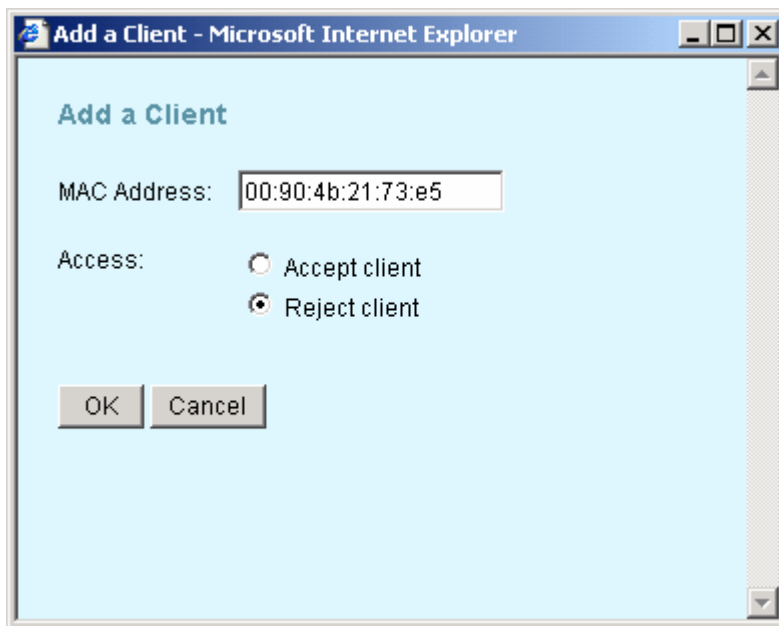 Add a Client - Microsoft Internet Explorer
Add a Client
MAC Address: 00:90:4b:21:73:e5
Access: Accept client
Reject client
OK Cancel